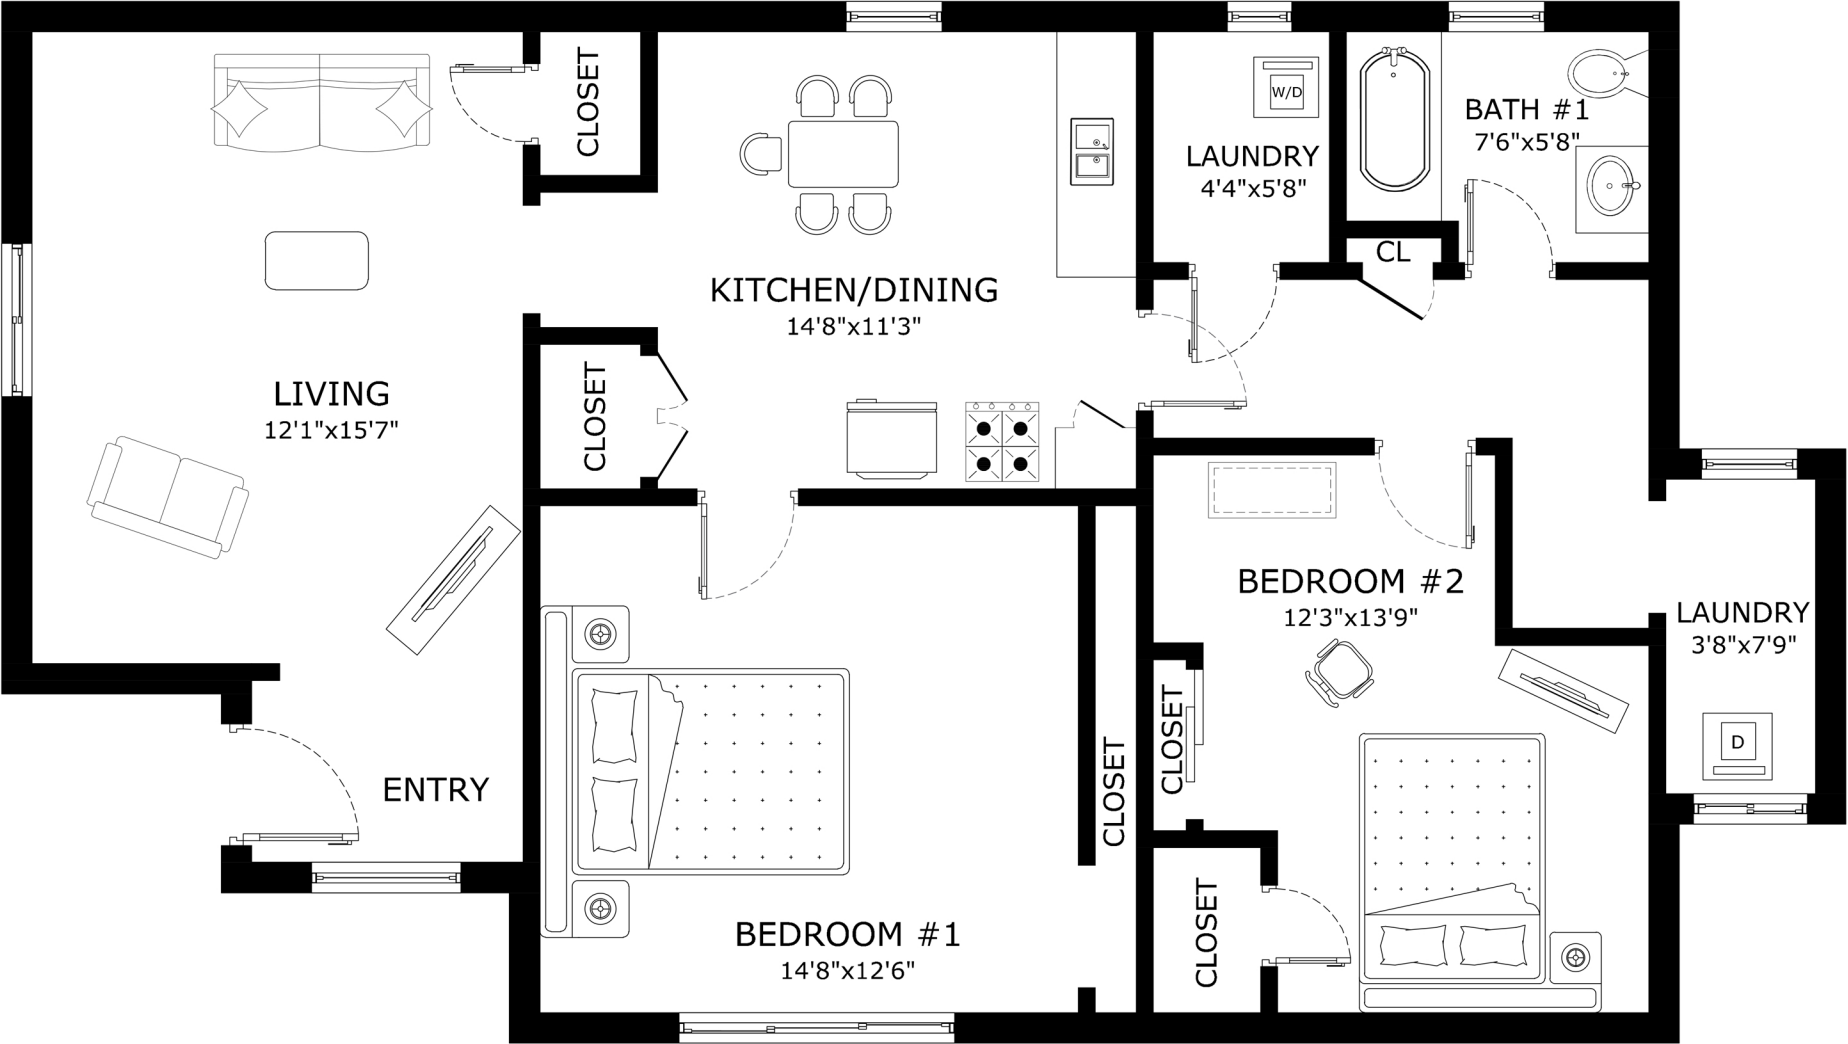 CLOSET
W/D
BATH #1
7'6"x5'8"
LAUNDRY
4'4"x5'8"
CL
KITCHEN/DINING
14'8"x11'3"
LIVING
12'1"x15'7"
CLOSET
BEDROOM #2
12'3"x13'9"
LAUNDRY
3'8"x7'9"
CLOSET
D
CLOSET
ENTRY
BEDROOM #1
14'8"x12'6"
CLOSET